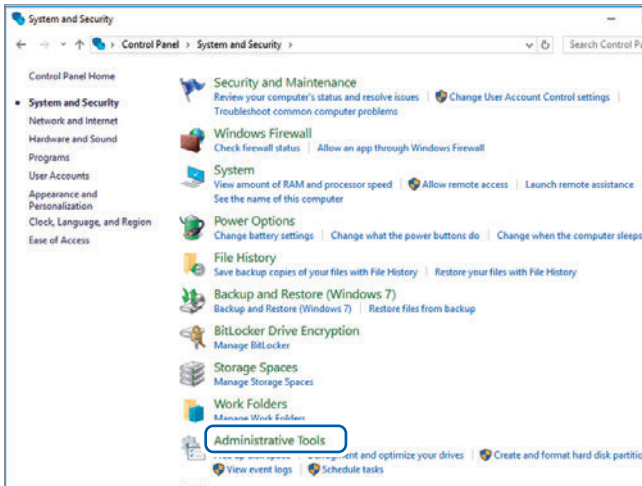 System and Security
Control Panel > System and Security >
Search Control Pa
Control Panel Home
System and Security
Network and Internet
Hardware and Sound
Programs
User Accounts
Appearance and
Personalization
Clock, Language, and Region
Ease of Access
Security and Maintenance
Review your computer's status and resolve issues | Change User Account Control settings |
Troubleshoot common computer problems
Windows Firewall
Check firewall status | Allow an app through Windows Firewall
System
View amount of RAM and processor speed | Allow remote access | Launch remote assistance
See the name of this computer
Power Options
Change battery settings | Change what the power buttons do | Change when the computer sleeps
File History
Save backup copies of your files with File History | Restore your files with File History
Backup and Restore (Windows 7)
Backup and Restore (Windows 7) | Restore files from backup
BitLocker Drive Encryption
Manage BitLocker
Storage Spaces
Manage Storage Spaces
Work Folders
Manage Work Folders
Administrative Tools
and optimize your drives | Create and format hard disk partitio
View event logs | Schedule tasks